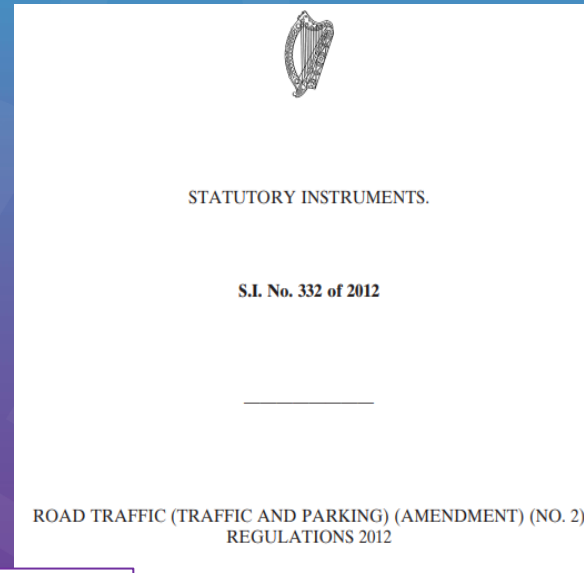 STATUTORY INSTRUMENTS.
S.I. No. 332 of 2012
ROAD TRAFFIC (TRAFFIC AND PARKING) (AMENDMENT) (NO. 2)
REGULATIONS 2012